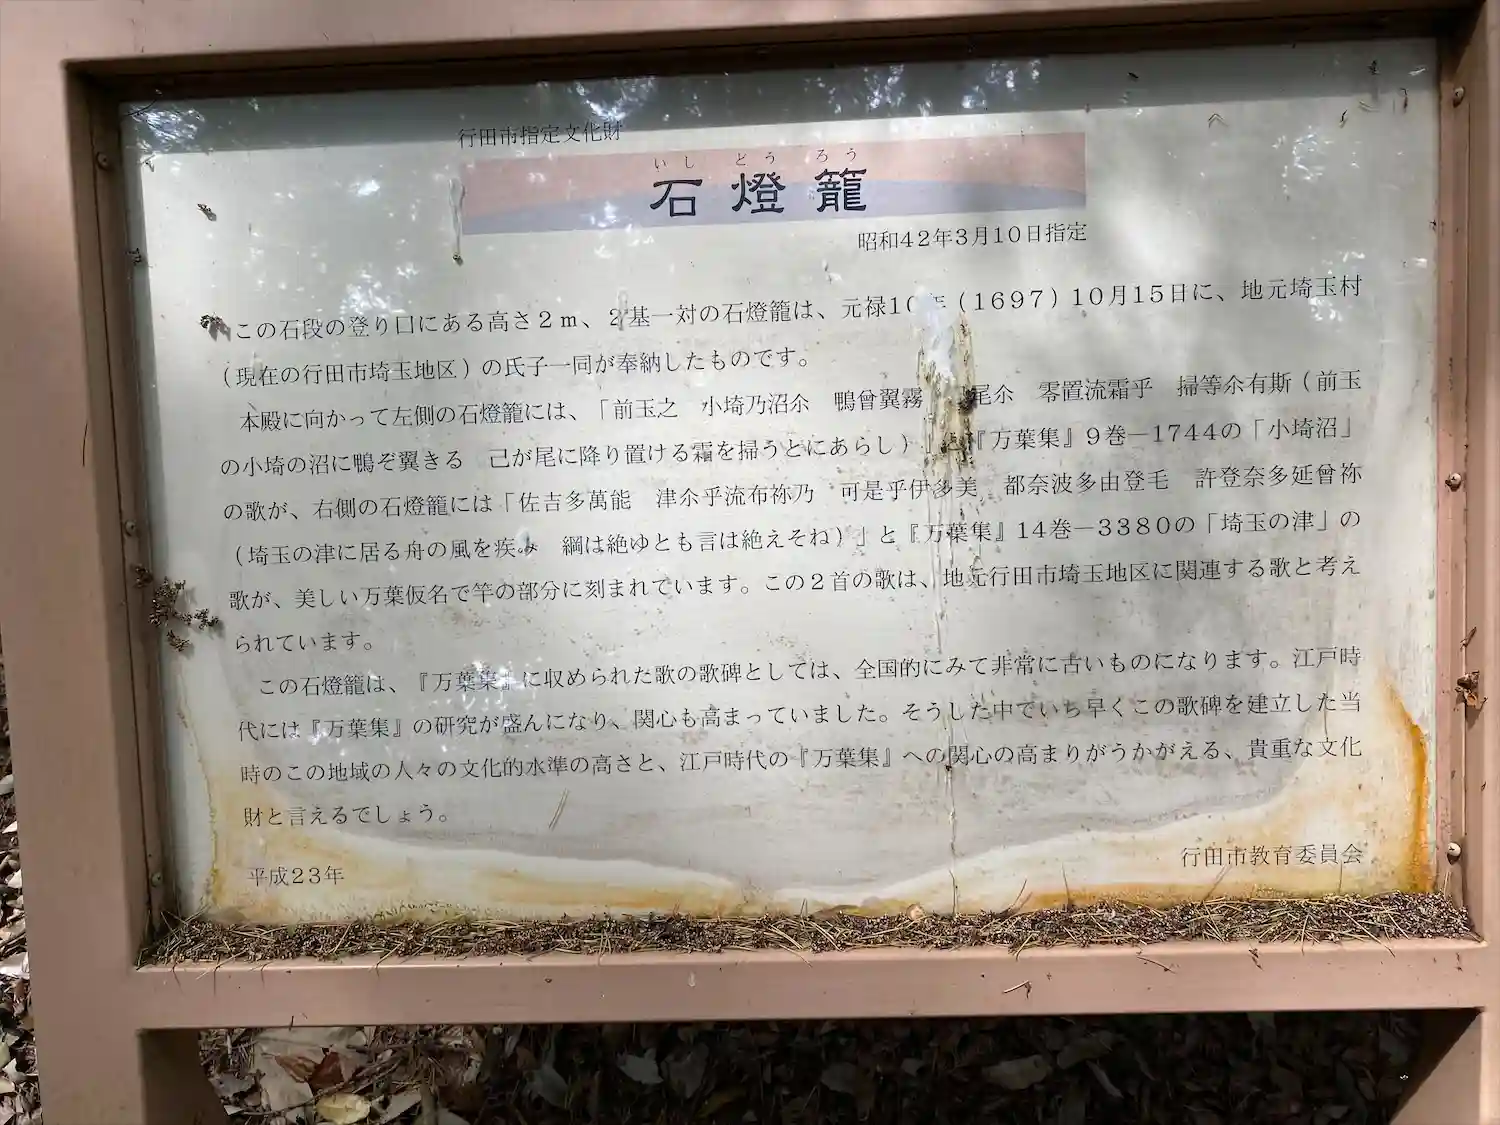 行田市指定文化財
いし どう ろう
石燈籠
昭和42年3月10日指定
この石段の登り口にある高さ2m、2基一対の石燈籠は、元禄10年(1697)10月15日に、地元埼玉村
(現在の行田市埼玉地区)の氏子一同が奉納したものです。
本殿に向かって左側の石燈籠には、「前玉之　小埼乃沼尒　鴨曾翼霧　尾尒　零置流霜乎　掃等尒有斯(前玉
の小埼の沼に鴨ぞ翼きる　己が尾に降り置ける霜を掃うとにあらし)」『万葉集』9巻―1744の「小埼沼」
の歌が、右側の石燈籠には「佐吉多萬能　津尒乎流布祢乃　可是乎伊多美　都奈波多由登毛　許登奈多延曾祢
(埼玉の津に居る舟の風を疾み　綱は絶ゆとも言は絶えそね)」と『万葉集』14巻―3380の「埼玉の津」の
歌が、美しい万葉仮名で竿の部分に刻まれています。この2首の歌は、地元行田市埼玉地区に関連する歌と考え
られています。
この石燈籠は、『万葉集』に収められた歌の歌碑としては、全国的にみて非常に古いものになります。江戸時
代には『万葉集』の研究が盛んになり、関心も高まっていました。そうした中でいち早くこの歌碑を建立した当
時のこの地域の人々の文化的水準の高さと、江戸時代の『万葉集』への関心の高まりがうかがえる、貴重な文化
財と言えるでしょう。
平成23年
行田市教育委員会